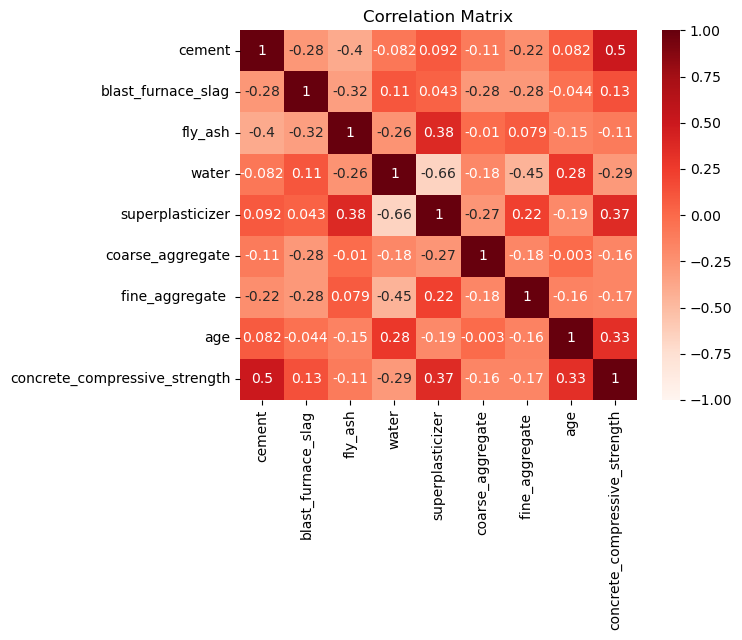 Correlation Matrix
cement 1 -0.28 -0.4 -0.082 0.092 -0.11 -0.22 0.082 0.5
blast_furnace_slag -0.28 1 -0.32 0.11 0.043 -0.28 -0.28 -0.044 0.13
fly_ash -0.4 -0.32 1 -0.26 0.38 -0.01 0.079 -0.15 -0.11
water -0.082 0.11 -0.26 1 -0.66 -0.18 -0.45 0.28 -0.29
superplasticizer 0.092 0.043 0.38 -0.66 1 -0.27 0.22 -0.19 0.37
coarse_aggregate -0.11 -0.28 -0.01 -0.18 -0.27 1 -0.18 -0.003 -0.16
fine_aggregate -0.22 -0.28 0.079 -0.45 0.22 -0.18 1 -0.16 -0.17
age 0.082 -0.044 -0.15 0.28 -0.19 -0.003 -0.16 1 0.33
concrete_compressive_strength 0.5 0.13 -0.11 -0.29 0.37 -0.16 -0.17 0.33 1
cement
blast_furnace_slag
fly_ash
water
superplasticizer
coarse_aggregate
fine_aggregate
age
concrete_compressive_strength
1.00
0.75
0.50
0.25
0.00
-0.25
-0.50
-0.75
-1.00